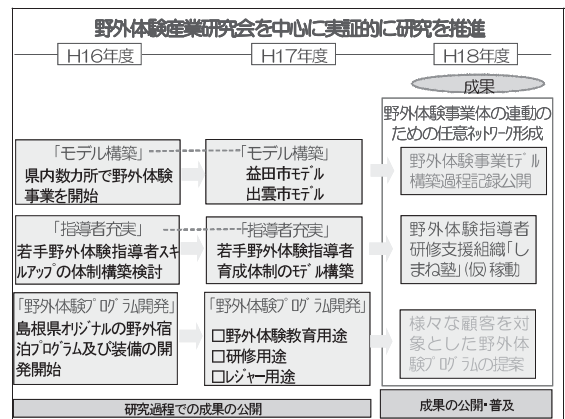 野外体験産業研究会を中心に実証的に研究を推進
H16年度
H17年度
H18年度
成果
野外体験事業体の連動の
ための任意ネットワーク形成
「モデル構築」
県内数カ所で野外体験
事業を開始
「モデル構築」
益田市モデル
出雲市モデル
野外体験事業モデル
構築過程記録公開
「指導者充実」
若手野外体験指導者スキ
ルアップの体制構築検討
「指導者充実」
若手野外体験指導者
育成体制のモデル構築
野外体験指導者
研修支援組織「し
まね塾」(仮)稼動
「野外体験プログラム開発」
島根県オリジナルの野外宿
泊プログラム及び装備の開
発開始
「野外体験プログラム開発」
□野外体験教育用途
□研修用途
□レジャー用途
様々な顧客を対
象とした野外体
験プログラムの提案
研究過程での成果の公開
成果の公開・普及